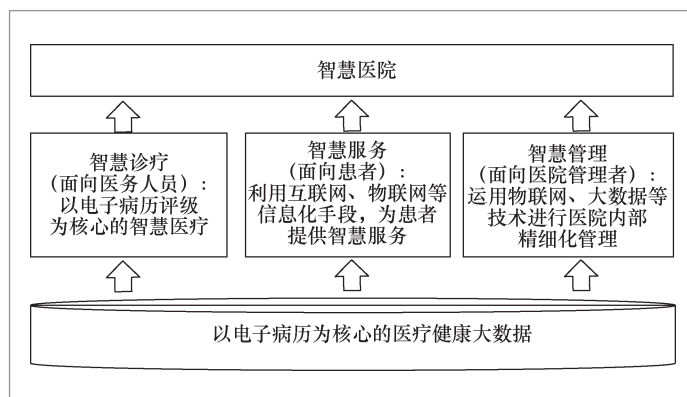 智慧医院
智慧诊疗
（面向医务人员）：
以电子病历评级
为核心的智慧医疗
智慧服务
（面向患者）：
利用互联网、物联网等
信息化手段，为患者
提供智慧服务
智慧管理
（面向医院管理者）：
运用物联网、大数据等
技术进行医院内部
精细化管理
以电子病历为核心的医疗健康大数据